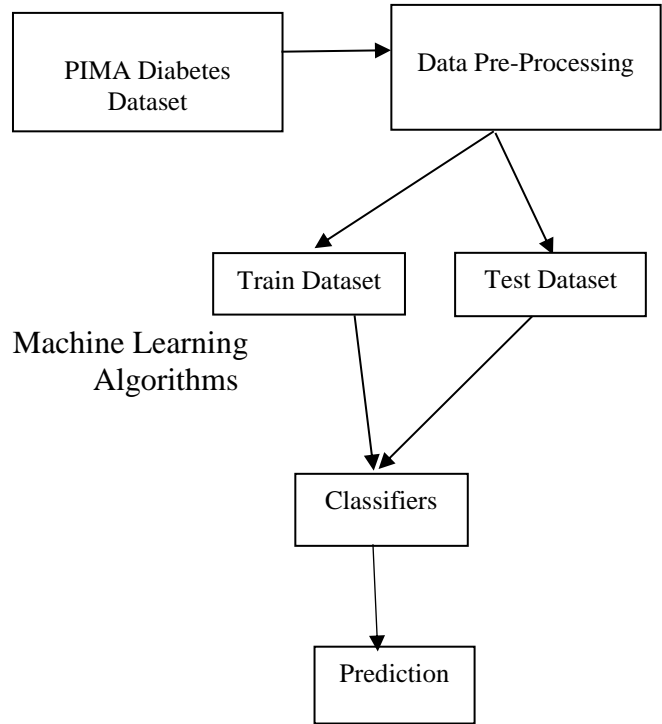 PIMA Diabetes
Dataset
Data Pre-Processing
Train Dataset
Test Dataset
Machine Learning
Algorithms
Classifiers
Prediction